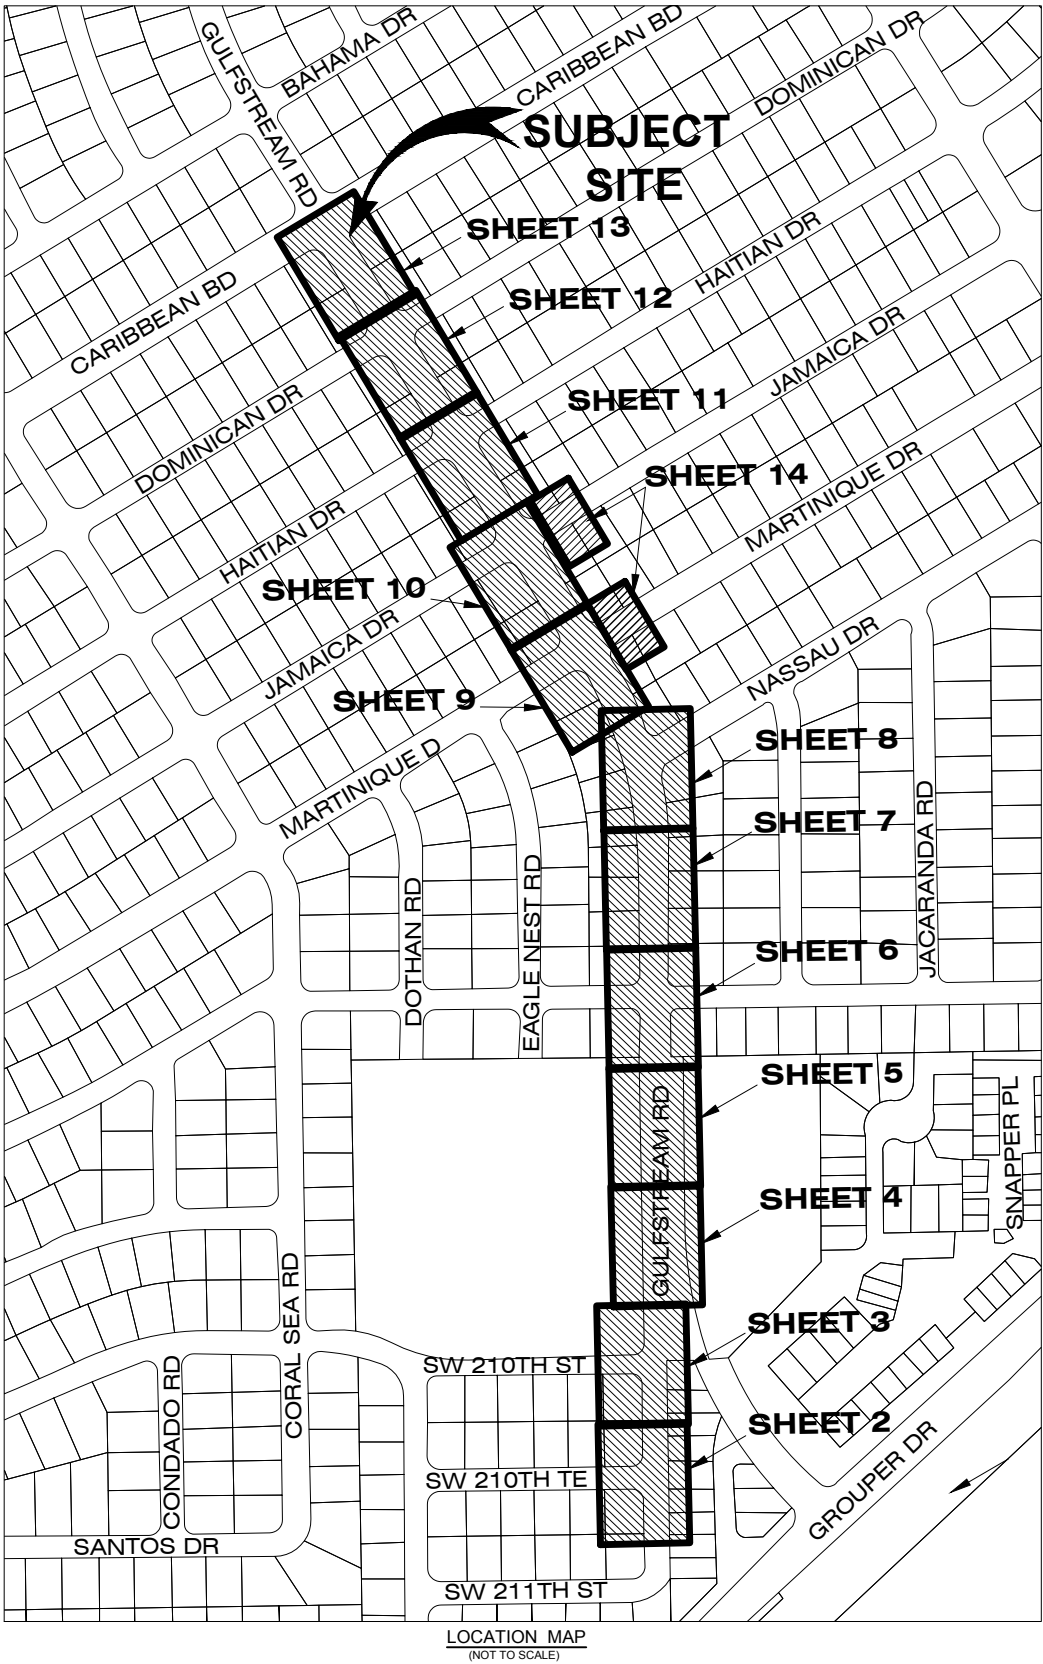 GULFSTREAM RD
BAHAMA DR
CARIBBEAN BD
DOMINICAN DR
SUBJECT
SITE
SHEET 13
HAITIAN DR
CARIBBEAN BD
SHEET 12
JAMAICA DR
SHEET 11
DOMINICAN DR
SHEET 14
MARTINIQUE DR
HAITIAN DR
SHEET 10
JAMAICA DR
NASSAU DR
SHEET 9
SHEET 8
MARTINIQUE D
SHEET 7
JACARANDA RD
DOTHAN RD
EAGLE NEST RD
SHEET 6
SHEET 5
GULFSTREAM RD
SNAPPER PL
SHEET 4
CORAL SEA RD
SHEET 3
SW 210TH ST
CONDADO RD
SHEET 2
SW 210TH TE
GROUPER DR
SANTOS DR
SW 211TH ST
LOCATION MAP
(NOT TO SCALE)